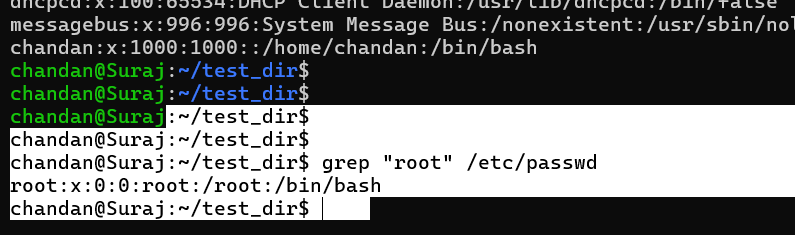 dhcpcd:x:100:65534:DHCP Client Daemon:/usr/lib/dhcpcd:/bin/false
messagebus:x:996:996:System Message Bus:/nonexistent:/usr/sbin/nol
chandan:x:1000:1000::/home/chandan:/bin/bash
chandan@Suraj:~/test_dir$
chandan@Suraj:~/test_dir$
chandan@Suraj:~/test_dir$
chandan@Suraj:~/test_dir$
chandan@Suraj:~/test_dir$ grep "root" /etc/passwd
root:x:0:0:root:/root:/bin/bash
chandan@Suraj:~/test_dir$